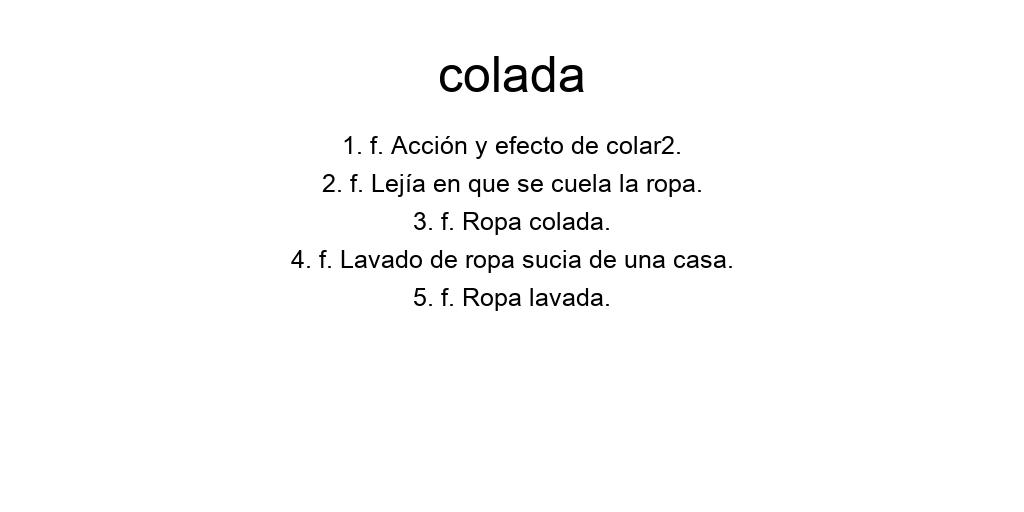 colada
1. f. Acción y efecto de colar2.
2. f. Lejía en que se cuela la ropa.
3. f. Ropa colada.
4. f. Lavado de ropa sucia de una casa.
5. f. Ropa lavada.